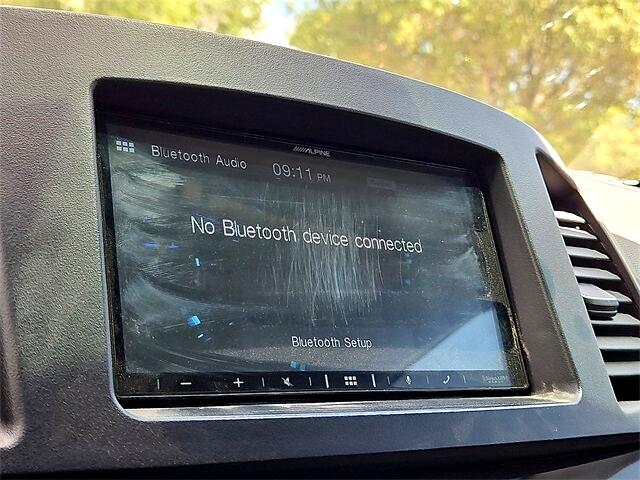 ALPINE
Bluetooth Audio
09:11 PM
No Bluetooth device connected
Bluetooth Setup